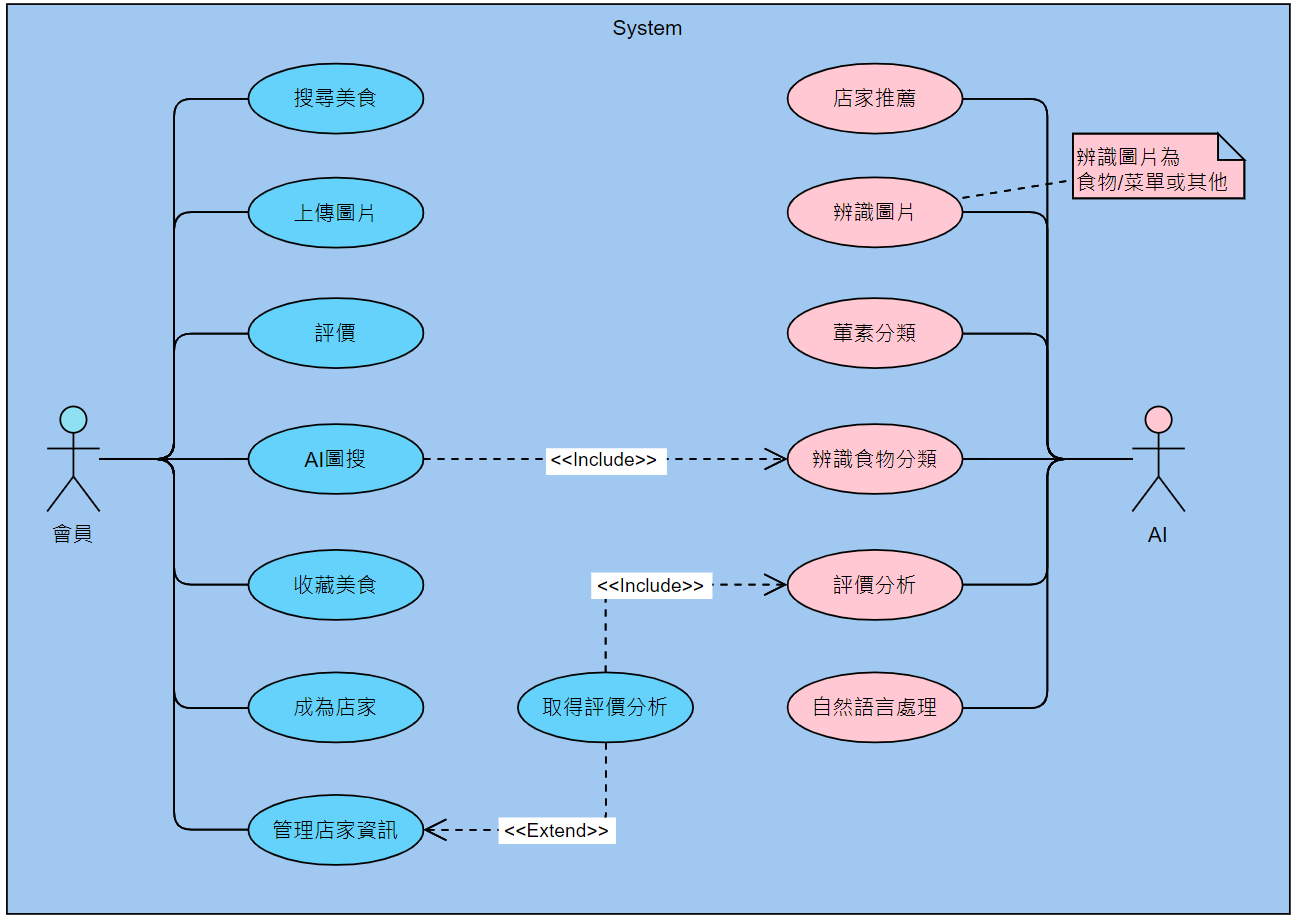 System
搜尋美食
店家推薦
辨識圖片為
食物/菜單或其他
上傳圖片
辨識圖片
評價
葷素分類
AI圖搜
<<Include>>
辨識食物分類
會員
AI
收藏美食
<<Include>>
評價分析
成為店家
取得評價分析
自然語言處理
管理店家資訊
<<Extend>>